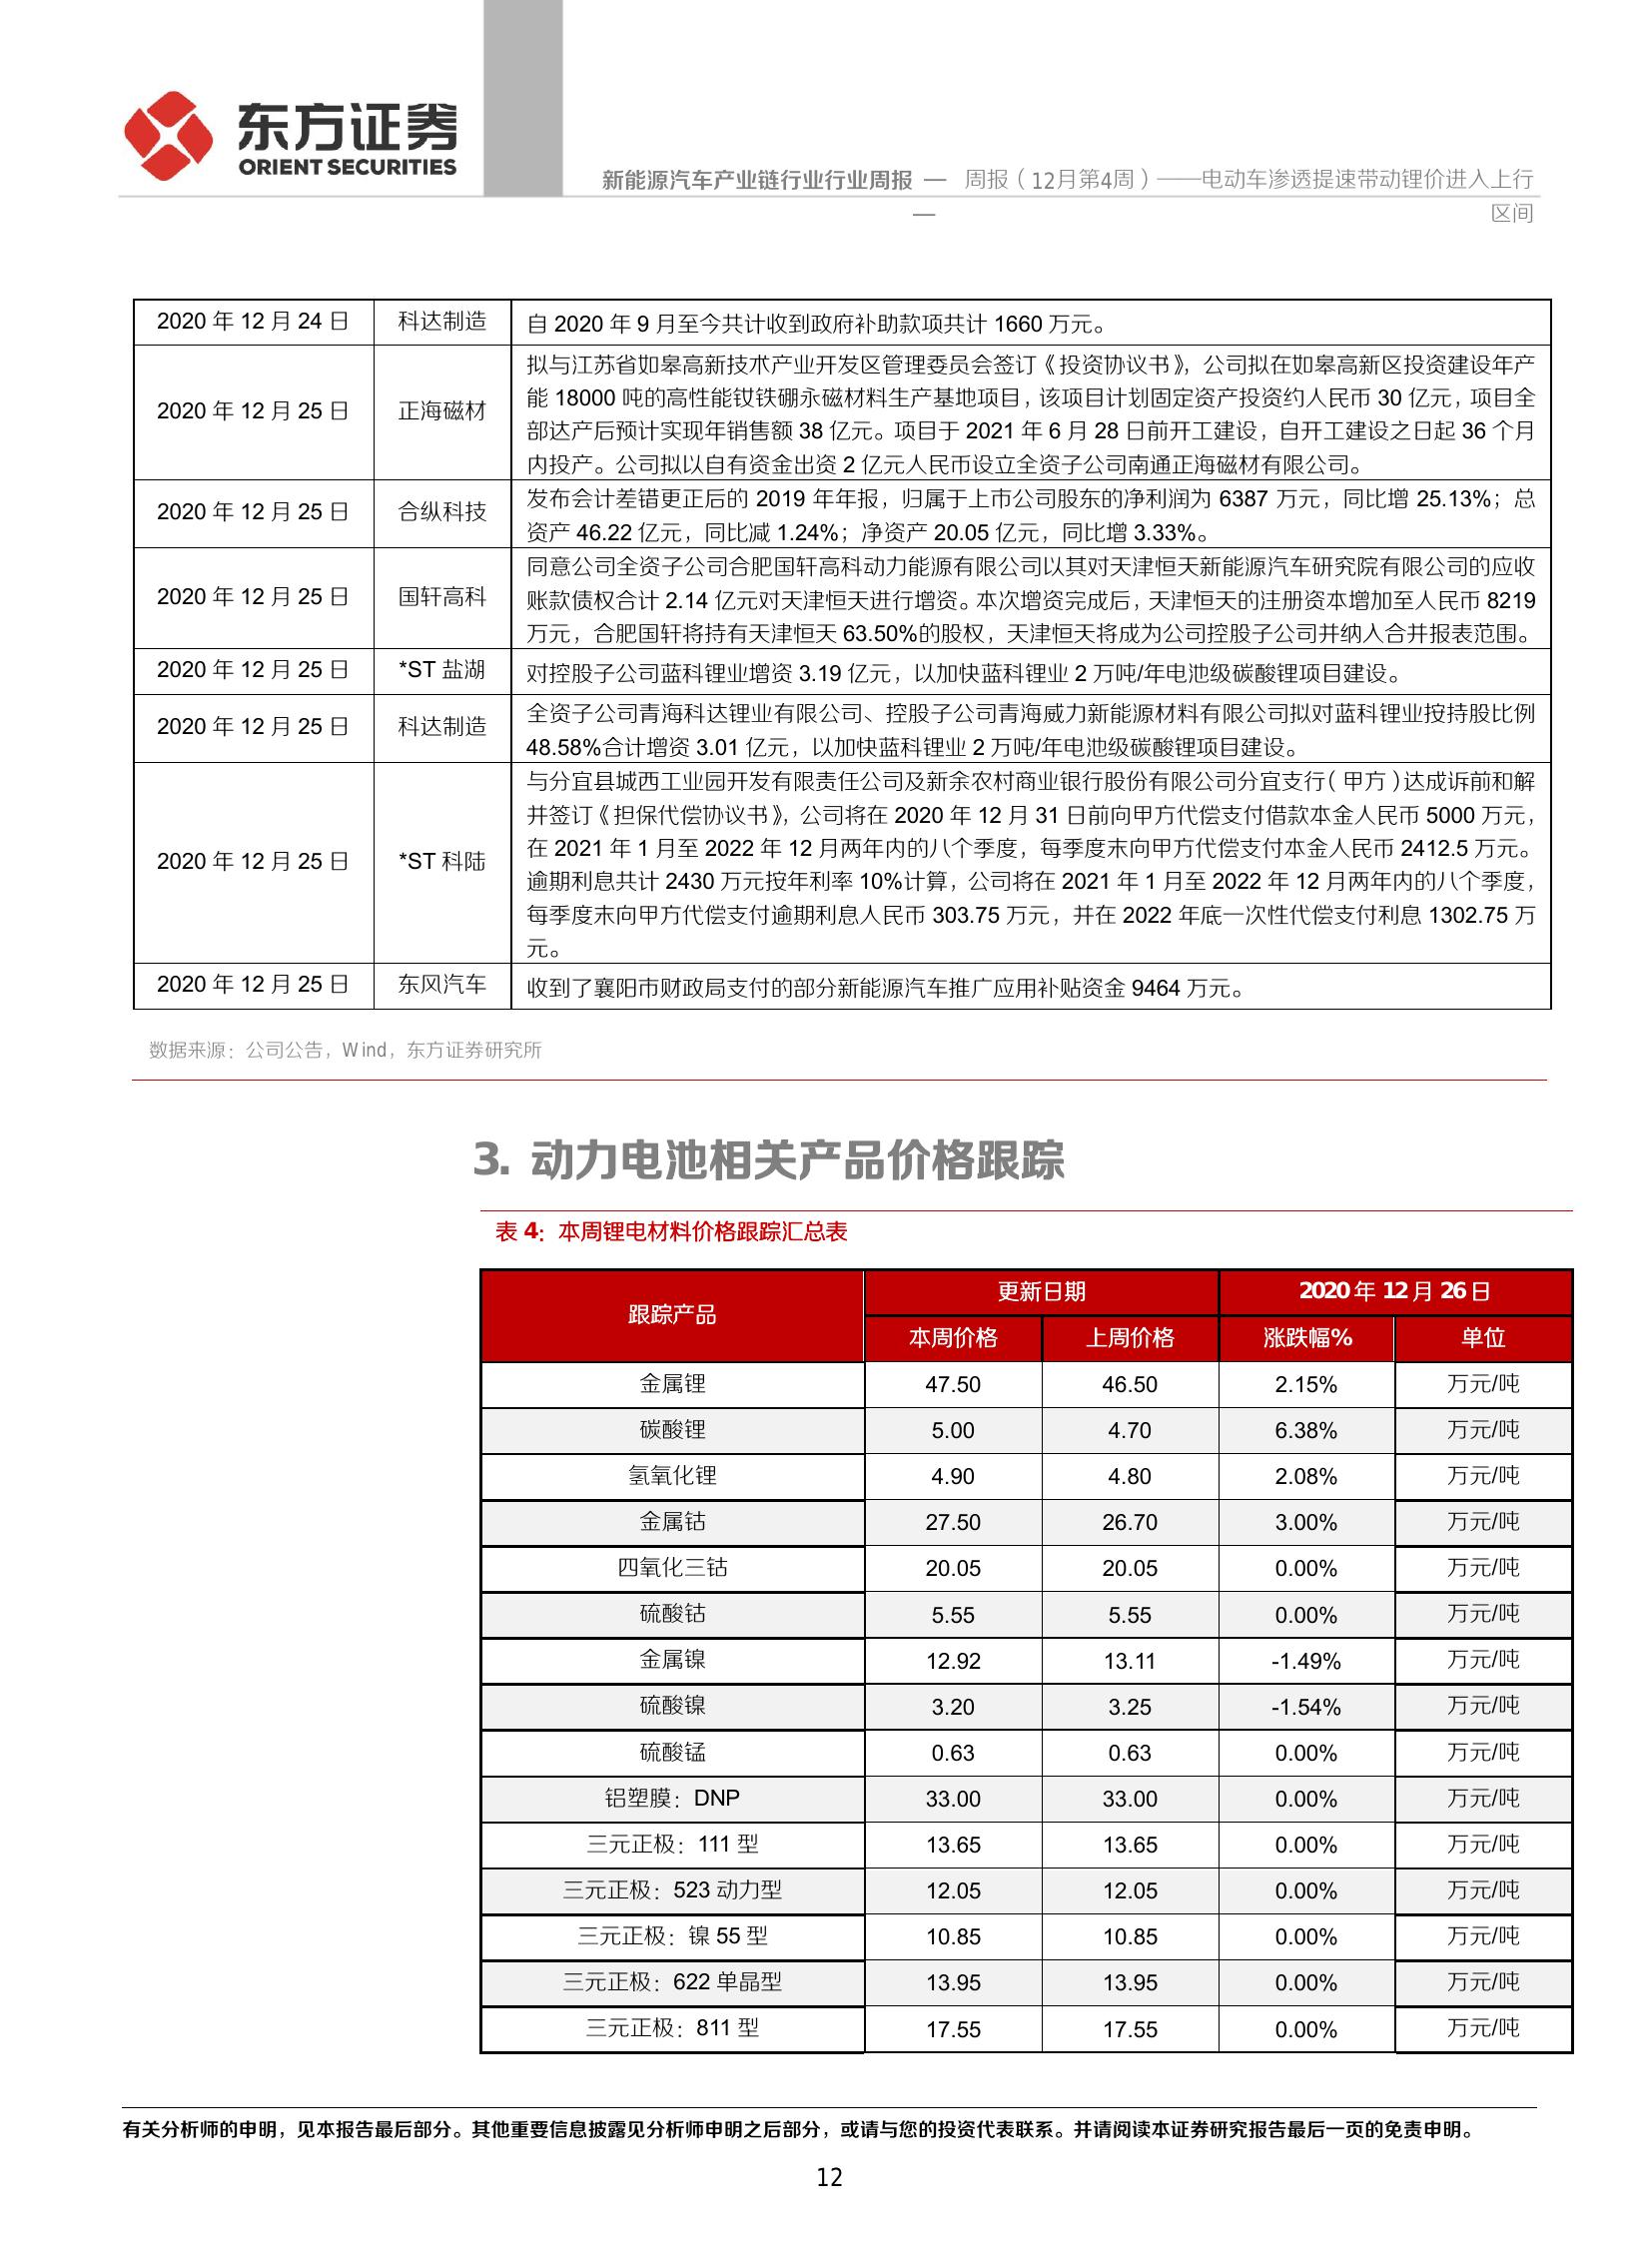 东方证券
ORIENT SECURITIES
新能源汽车产业链行业行业周报 —— 周报（12月第4周）——电动车渗透提速带动锂价进入上行
区间
2020 年 12 月 24 日 科达制造 自 2020 年 9 月至今共计收到政府补助款项共计 1660 万元。
2020 年 12 月 25 日 正海磁材 拟与江苏省如皋高新技术产业开发区管理委员会签订《投资协议书》，公司拟在如皋高新区投资建设年产
能 18000 吨的高性能钕铁硼永磁材料生产基地项目，该项目计划固定资产投资约人民币 30 亿元，项目全
部达产后预计实现年销售额 38 亿元。项目于 2021 年 6 月 28 日前开工建设，自开工建设之日起 36 个月
内投产。公司拟以自有资金出资 2 亿元人民币设立全资子公司南通正海磁材有限公司。
2020 年 12 月 25 日 合纵科技 发布会计差错更正后的 2019 年年报，归属于上市公司股东的净利润为 6387 万元，同比增 25.13%；总
资产 46.22 亿元，同比减 1.24%；净资产 20.05 亿元，同比增 3.33%。
2020 年 12 月 25 日 国轩高科 同意公司全资子公司合肥国轩高科动力能源有限公司以其对天津恒天新能源汽车研究院有限公司的应收
账款债权合计 2.14 亿元对天津恒天进行增资。本次增资完成后，天津恒天的注册资本增加至人民币 8219
万元，合肥国轩将持有天津恒天 63.50%的股权，天津恒天将成为公司控股子公司并纳入合并报表范围。
2020 年 12 月 25 日 *ST 盐湖 对控股子公司蓝科锂业增资 3.19 亿元，以加快蓝科锂业 2 万吨/年电池级碳酸锂项目建设。
2020 年 12 月 25 日 科达制造 全资子公司青海科达锂业有限公司、控股子公司青海威力新能源材料有限公司拟对蓝科锂业按持股比例
48.58%合计增资 3.01 亿元，以加快蓝科锂业 2 万吨/年电池级碳酸锂项目建设。
2020 年 12 月 25 日 *ST 科陆 与分宜县城西工业园开发有限责任公司及新余农村商业银行股份有限公司分宜支行（甲方）达成诉前和解
并签订《担保代偿协议书》，公司将在 2020 年 12 月 31 日前向甲方代偿支付借款本金人民币 5000 万元，
在 2021 年 1 月至 2022 年 12 月两年内的八个季度，每季度末向甲方代偿支付本金人民币 2412.5 万元。
逾期利息共计 2430 万元按年利率 10%计算，公司将在 2021 年 1 月至 2022 年 12 月两年内的八个季度，
每季度末向甲方代偿支付逾期利息人民币 303.75 万元，并在 2022 年底一次性代偿支付利息 1302.75 万
元。
2020 年 12 月 25 日 东风汽车 收到了襄阳市财政局支付的部分新能源汽车推广应用补贴资金 9464 万元。
数据来源：公司公告，Wind，东方证券研究所
3. 动力电池相关产品价格跟踪
表 4：本周锂电材料价格跟踪汇总表
跟踪产品 更新日期 2020 年 12 月 26 日
本周价格 上周价格 涨跌幅% 单位
金属锂 47.50 46.50 2.15% 万元/吨
碳酸锂 5.00 4.70 6.38% 万元/吨
氢氧化锂 4.90 4.80 2.08% 万元/吨
金属钴 27.50 26.70 3.00% 万元/吨
四氧化三钴 20.05 20.05 0.00% 万元/吨
硫酸钴 5.55 5.55 0.00% 万元/吨
金属镍 12.92 13.11 -1.49% 万元/吨
硫酸镍 3.20 3.25 -1.54% 万元/吨
硫酸锰 0.63 0.63 0.00% 万元/吨
铝塑膜：DNP 33.00 33.00 0.00% 万元/吨
三元正极：111 型 13.65 13.65 0.00% 万元/吨
三元正极：523 动力型 12.05 12.05 0.00% 万元/吨
三元正极：镍 55 型 10.85 10.85 0.00% 万元/吨
三元正极：622 单晶型 13.95 13.95 0.00% 万元/吨
三元正极：811 型 17.55 17.55 0.00% 万元/吨
有关分析师的申明，见本报告最后部分。其他重要信息披露见分析师申明之后部分，或请与您的投资代表联系。并请阅读本证券研究报告最后一页的免责申明。
12